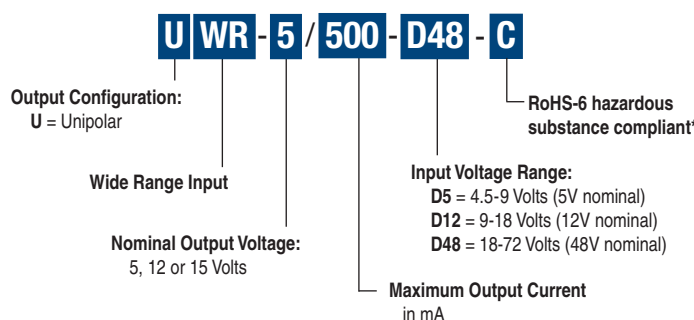 U WR - 5 / 500 - D48 - C
Output Configuration:
U = Unipolar
Wide Range Input
Nominal Output Voltage:
5, 12 or 15 Volts
Maximum Output Current
in mA
Input Voltage Range:
D5 = 4.5-9 Volts (5V nominal)
D12 = 9-18 Volts (12V nominal)
D48 = 18-72 Volts (48V nominal)
RoHS-6 hazardous
substance compliant*